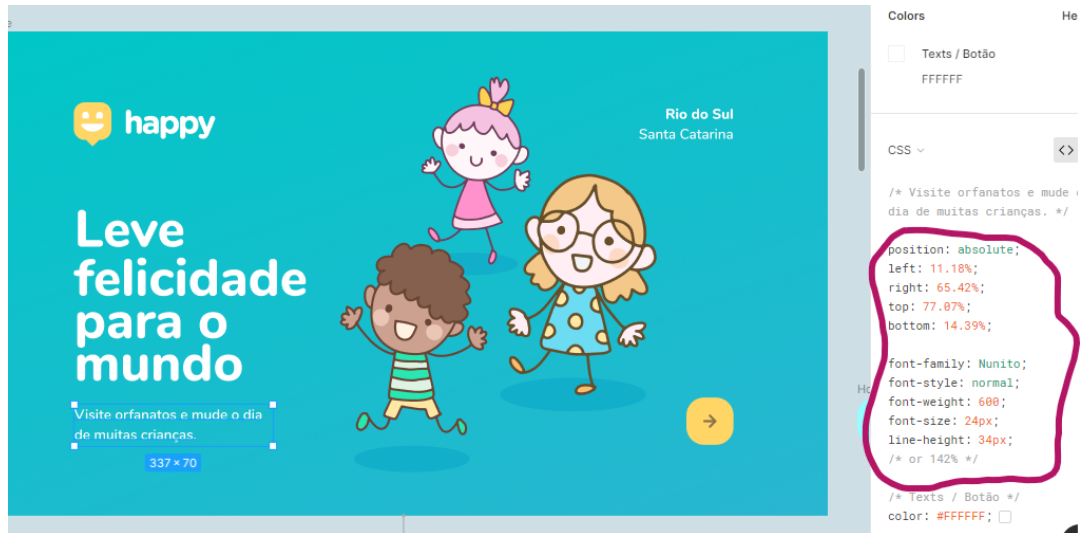 Colors
He
Texts / Botão
FFFFFF
happy
Rio do Sul
Santa Catarina
Leve
felicidade
para o
mundo
Visite orfanatos e mude o dia
de muitas crianças.
337 × 70
CSS
<>
/* Visite orfanatos e mude
dia de muitas crianças. */
position: absolute;
left: 11.18%;
right: 65.42%;
top: 77.07%;
bottom: 14.39%;
font-family: Nunito;
font-style: normal;
font-weight: 600;
font-size: 24px;
line-height: 34px;
/* or 142% */
/* Texts / Botão */
color: #FFFFFF;